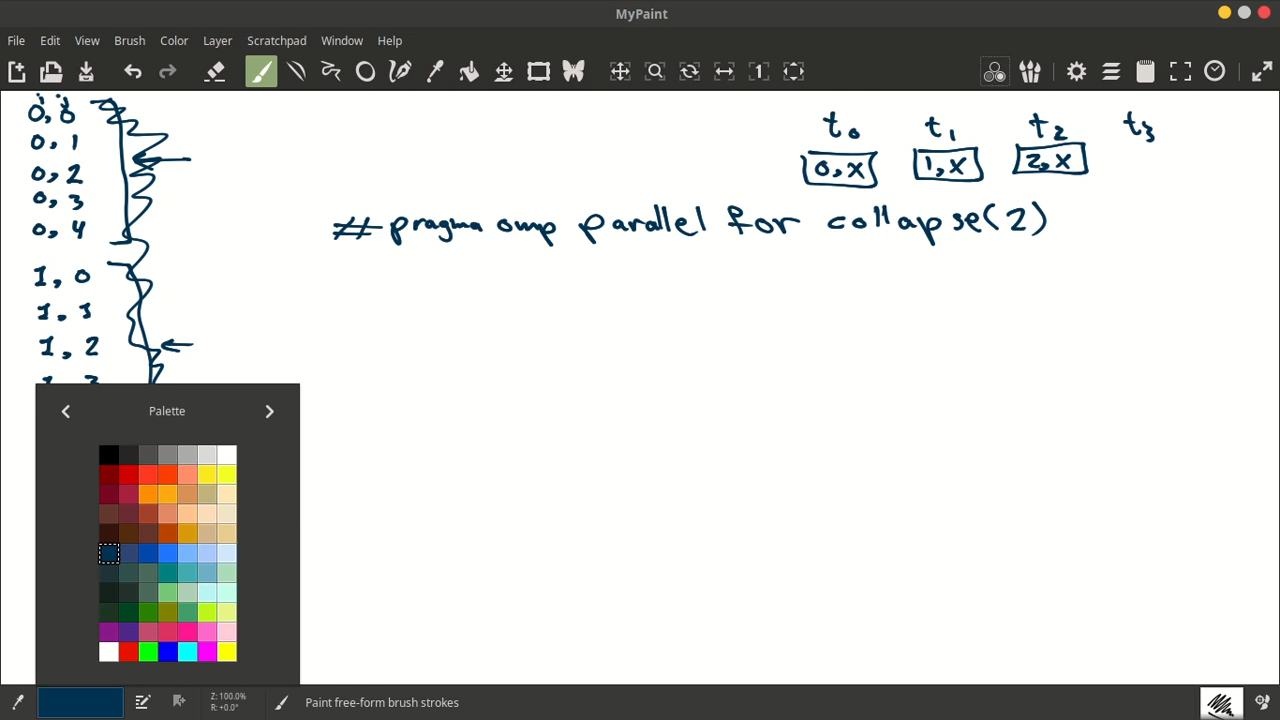 MyPaint
File Edit View Brush Color Layer Scratchpad Window Help
t0 t1 t2 t3
0,x 1,x 2,x
# pragma omp parallel for collapse(2)
0,0
0,1
0,2
0,3
0,4
1,0
1,1
1,2
Palette
Z: 100.0%
R: +0.0°
Paint free-form brush strokes